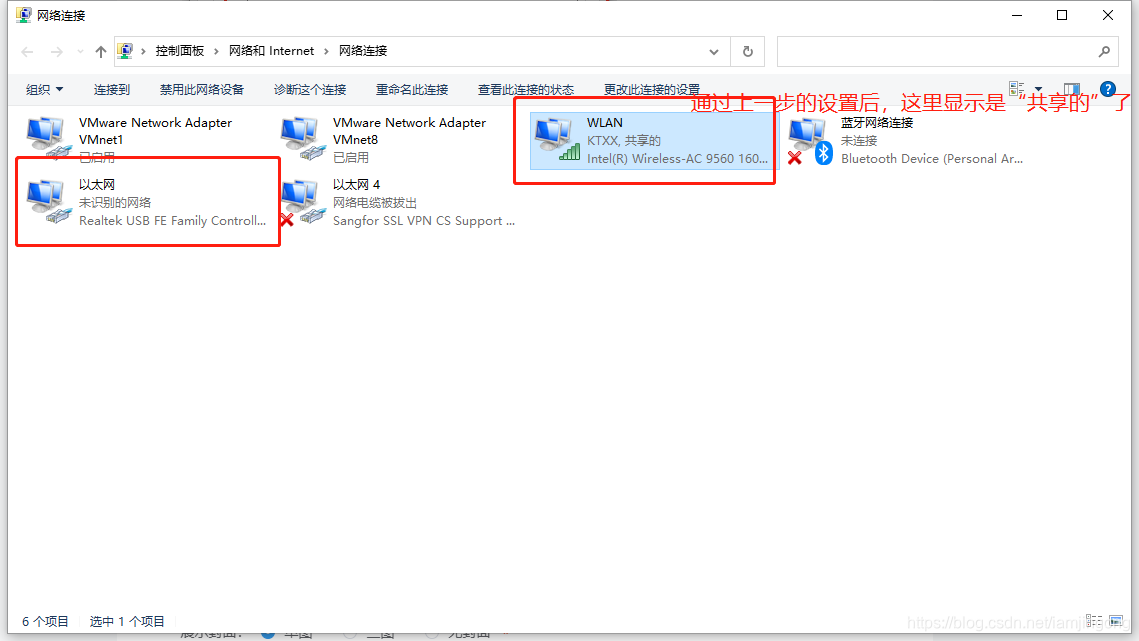 网络连接
控制面板 › 网络和 Internet › 网络连接
组织 连接到 禁用此网络设备 诊断这个连接 重命名此连接 查看此连接的状态 更改此连接的设置
通过上一步的设置后，这里显示是“共享的”了
VMware Network Adapter
VMnet1
已启用
VMware Network Adapter
VMnet8
已启用
WLAN
KTXX, 共享的
Intel(R) Wireless-AC 9560 160...
蓝牙网络连接
未连接
Bluetooth Device (Personal Ar...
以太网
未识别的网络
Realtek USB FE Family Controll...
以太网 4
网络电缆被拔出
Sangfor SSL VPN CS Support ...
6 个项目 选中 1 个项目
https://blog.csdn.net/iamji